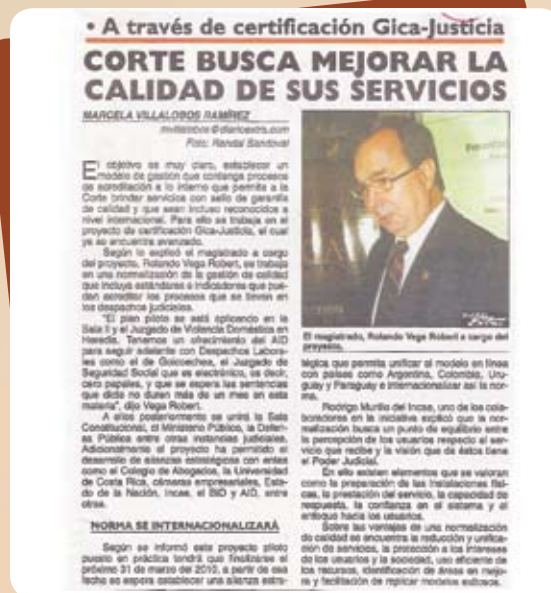 • A través de certificación Gica-Justicia
CORTE BUSCA MEJORAR LA
CALIDAD DE SUS SERVICIOS
MARCELA VILLALOBOS RAMÍREZ
mvillalobos@diarioextra.com
Foto: Randal Sandoval
El objetivo es muy claro, establecer un
modelo de gestión que contenga procesos
de acreditación a lo interno que permita a la
Corte brindar servicios con sello de garantía
de calidad y que sean incluso reconocidos a
nivel internacional. Para ello se trabaja en el
proyecto de certificación Gica-Justicia, el cual
ya se encuentra avanzado.
Según lo explicó el magistrado a cargo
del proyecto, Rolando Vega Robert, se trabaja
en una normalización de la gestión de calidad
que incluya estándares e indicadores que pue-
dan acreditar los procesos que se lleven en
los despachos judiciales.
"El plan piloto se está aplicando en la
Sala II y el Juzgado de Violencia Doméstica en
Heredia. Tenemos un ofrecimiento del AID
para seguir adelante con Despachos Labora-
les como el de Goicoechea, el Juzgado de
Seguridad Social que es electrónico, es decir,
cero papeles, y que se espera las sentencias
que dicta no duren más de un mes en esta
materia", dijo Vega Robert.
A ellos posteriormente se unirá la Sala
Constitucional, el Ministerio Público, la Defen-
sa Pública entre otras instancias judiciales.
Adicionalmente el proyecto ha permitido el
desarrollo de alianzas estratégicas con entes
como el Colegio de Abogados, la Universidad
de Costa Rica, cámaras empresariales, Esta-
do de la Nación, Incae, el BID y AID, entre
otras.
NORMA SE INTERNACIONALIZARÁ
Según se informó este proyecto piloto
puesto en práctica tendrá que finalizarse el
próximo 31 de marzo del 2010, a partir de esa
fecha se espera establecer una alianza estra-
El magistrado, Rolando Vega Robert a cargo del
proyecto.
tégica que permita unificar el modelo en línea
con países como Argentina, Colombia, Uru-
guay y Paraguay e internacionalizar así la nor-
ma.
Rodrigo Murillo del Incae, uno de los cola-
boradores en la iniciativa explicó que la nor-
malización busca un punto de equilibrio entre
la percepción de los usuarios respecto al ser-
vicio que recibe y la visión que de éstos tiene
el Poder Judicial.
En ello existen elementos que se valoran
como la preparación de las instalaciones físi-
cas, la prestación del servicio, la capacidad de
respuesta, la confianza en el sistema y el
enfoque hacia los usuarios.
Sobre las ventajas de una normalización
de calidad se encuentra la reducción y unifica-
ción de servicios, la protección a los intereses
de los usuarios y la sociedad, uso eficiente de
los recursos, identificación de áreas en mejo-
ra y facilitación de replicar modelos exitosos.